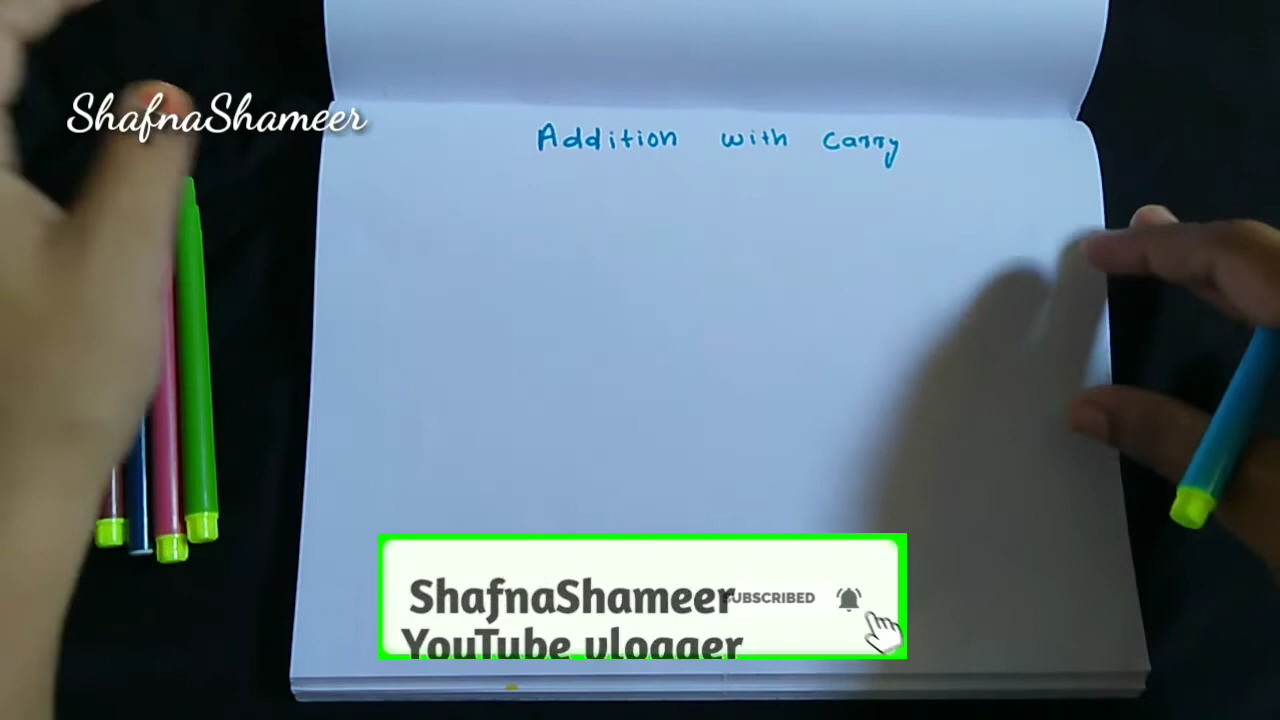 ShafnaShameer
Addition with Carry
ShafnaShameer
SUBSCRIBED
YouTube vlogger